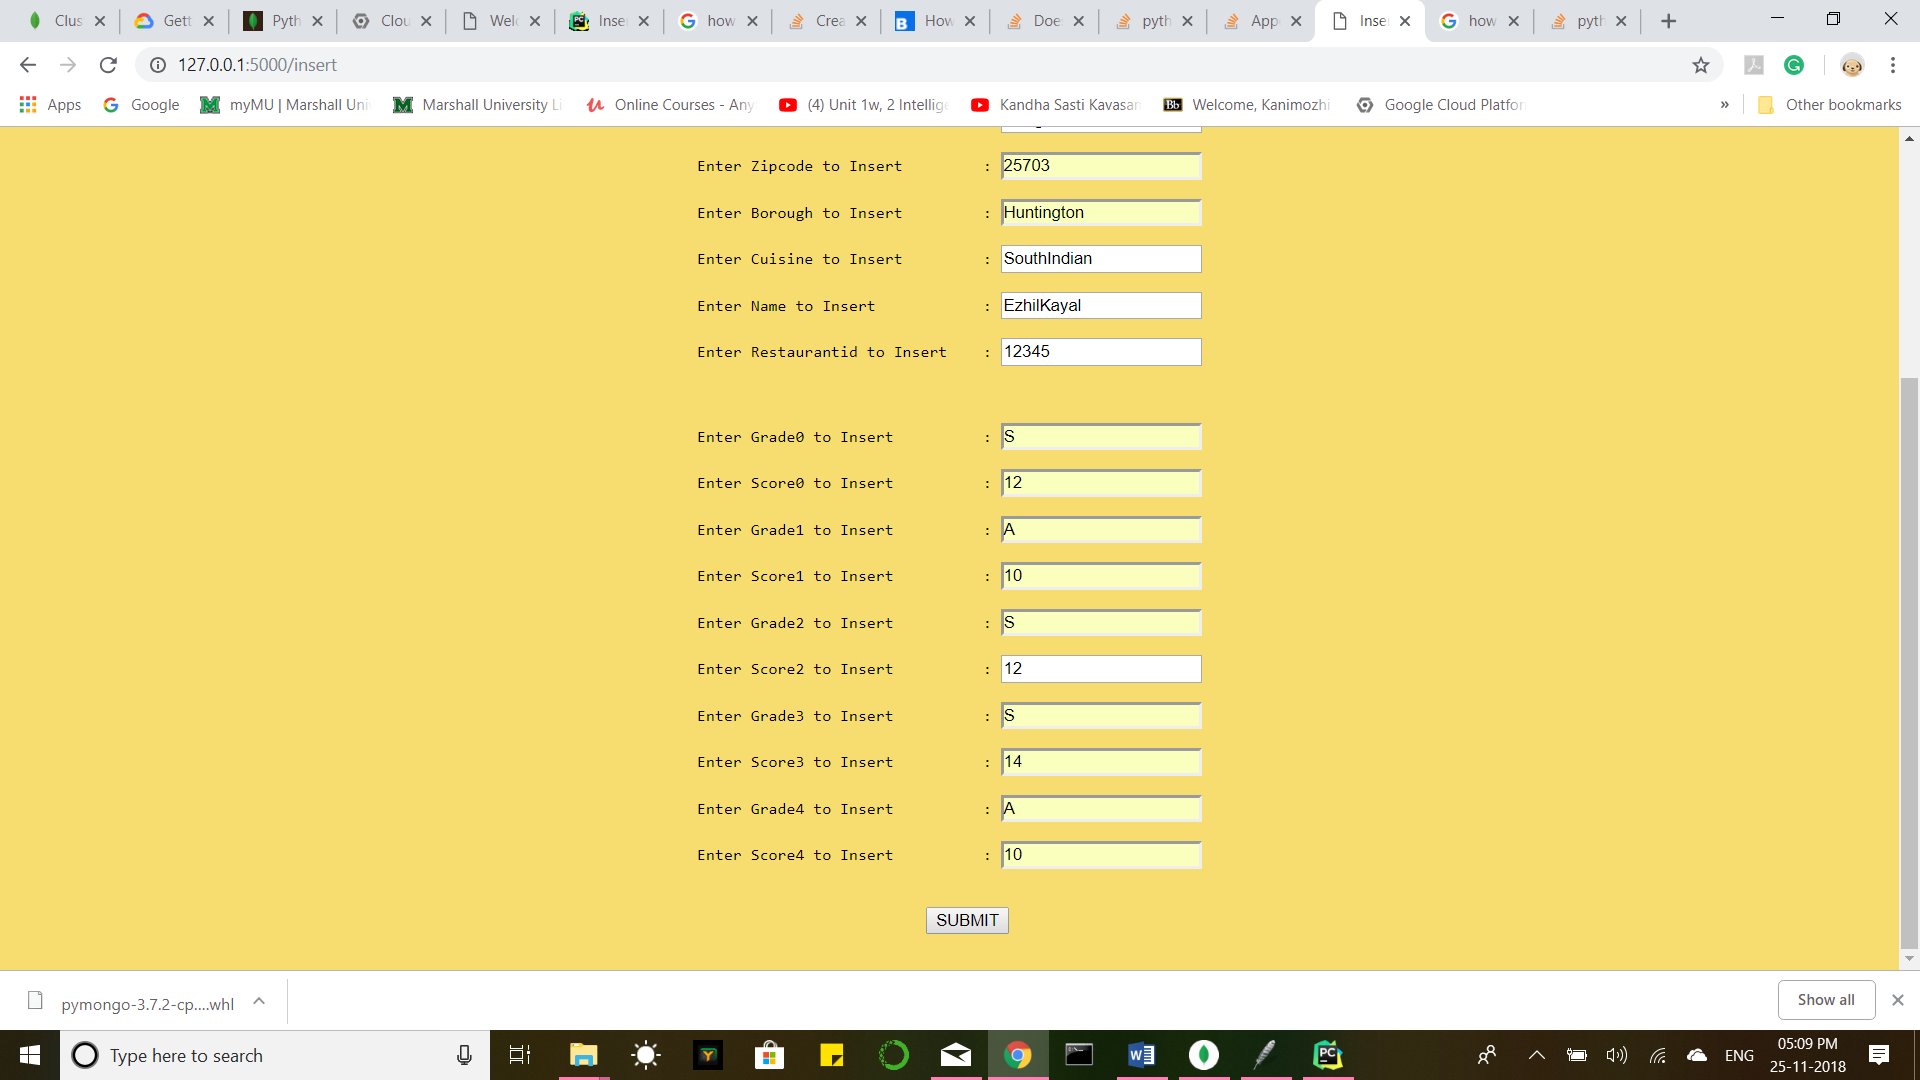 Clus
Gett
Pyth
Clou
Welc
Inse
how
Crea
How
Doe
pyth
App
Inse
how
pyth
127.0.0.1:5000/insert
Apps
Google
myMU | Marshall Uni
Marshall University Li
Online Courses - Any
(4) Unit 1w, 2 Intellige
Kandha Sasti Kavasam
Welcome, Kanimozhi
Google Cloud Platfor
»
Other bookmarks
Enter Zipcode to Insert : 25703
Enter Borough to Insert : Huntington
Enter Cuisine to Insert : SouthIndian
Enter Name to Insert : EzhilKayal
Enter Restaurantid to Insert : 12345
Enter Grade0 to Insert : S
Enter Score0 to Insert : 12
Enter Grade1 to Insert : A
Enter Score1 to Insert : 10
Enter Grade2 to Insert : S
Enter Score2 to Insert : 12
Enter Grade3 to Insert : S
Enter Score3 to Insert : 14
Enter Grade4 to Insert : A
Enter Score4 to Insert : 10
SUBMIT
pymongo-3.7.2-cp....whl
Show all
Type here to search
ENG
05:09 PM
25-11-2018